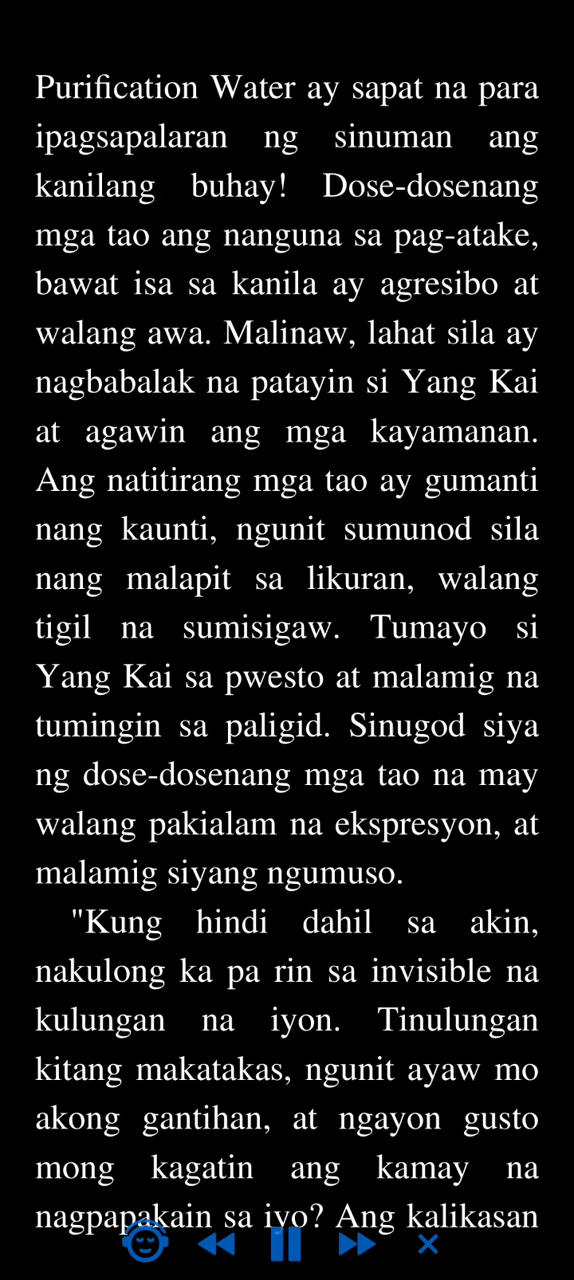 Purification Water ay sapat na para
ipagsapalaran ng sinuman ang
kanilang buhay! Dose-dosenang
mga tao ang nanguna sa pag-atake,
bawat isa sa kanila ay agresibo at
walang awa. Malinaw, lahat sila ay
nagbabalak na patayin si Yang Kai
at agawin ang mga kayamanan.
Ang natitirang mga tao ay gumanti
nang kaunti, ngunit sumunod sila
nang malapit sa likuran, walang
tigil na sumisigaw. Tumayo si
Yang Kai sa pwesto at malamig na
tumingin sa paligid. Sinugod siya
ng dose-dosenang mga tao na may
walang pakialam na ekspresyon, at
malamig siyang ngumuso.
"Kung hindi dahil sa akin,
nakulong ka pa rin sa invisible na
kulungan na iyon. Tinulungan
kitang makatakas, ngunit ayaw mo
akong gantihan, at ngayon gusto
mong kagatin ang kamay na
nagpapakain sa iyo? Ang kalikasan